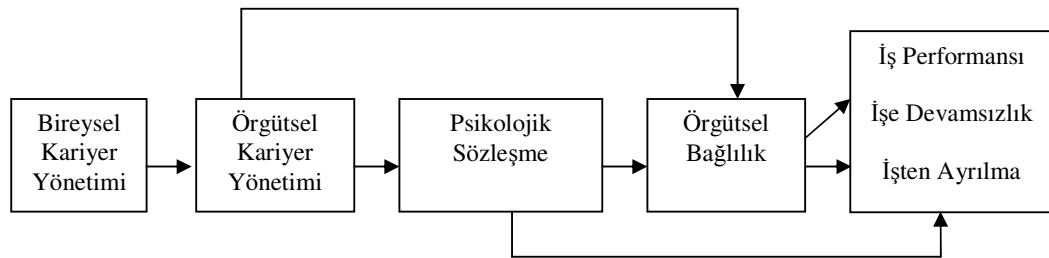 Bireysel
Kariyer
Yönetimi
Örgütsel
Kariyer
Yönetimi
Psikolojik
Sözleşme
Örgütsel
Bağlılık
İş Performansı
İşe Devamsızlık
İşten Ayrılma